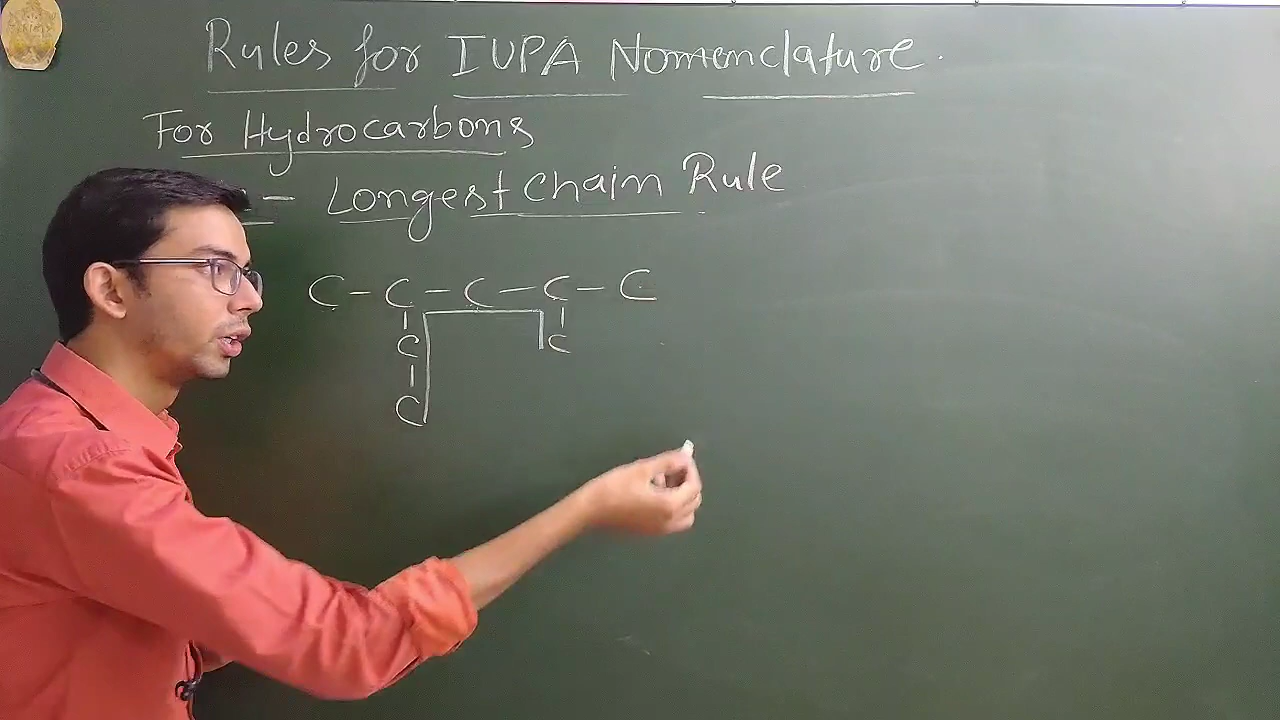 Rules for IUPA Nomenclature.
For Hydrocarbons
- Longest Chain Rule
C - C - C - C - C
C C
C